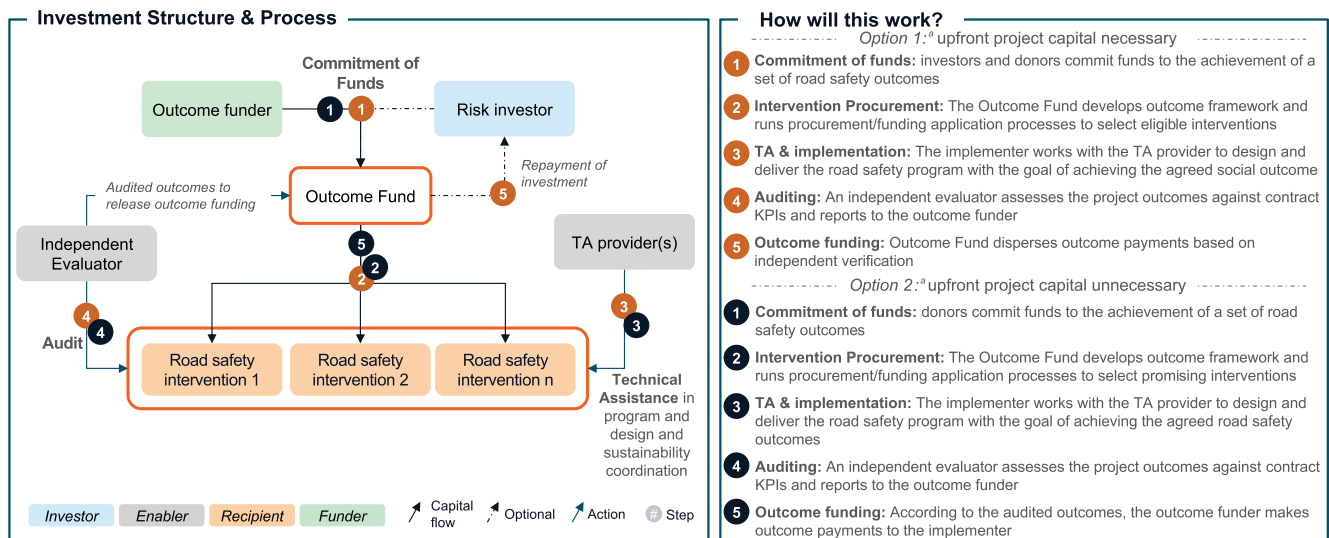 Investment Structure & Process
Commitment of
Funds
Outcome funder
1
1
Risk investor
Repayment of
investment
Audited outcomes to
release outcome funding
Outcome Fund
5
Independent
Evaluator
5
2
2
TA provider(s)
4
4
Audit
3
3
Road safety
intervention 1
Road safety
intervention 2
Road safety
intervention n
Technical
Assistance in
program and
design and
sustainability
coordination
Investor
Enabler
Recipient
Funder
Capital
flow
Optional
Action
# Step
How will this work?
Option 1:ᵃ upfront project capital necessary
1 Commitment of funds: investors and donors commit funds to the achievement of a
set of road safety outcomes
2 Intervention Procurement: The Outcome Fund develops outcome framework and
runs procurement/funding application processes to select eligible interventions
3 TA & implementation: The implementer works with the TA provider to design and
deliver the road safety program with the goal of achieving the agreed social outcome
4 Auditing: An independent evaluator assesses the project outcomes against contract
KPIs and reports to the outcome funder
5 Outcome funding: Outcome Fund disperses outcome payments based on
independent verification
Option 2:ᵃ upfront project capital unnecessary
1 Commitment of funds: donors commit funds to the achievement of a set of road
safety outcomes
2 Intervention Procurement: The Outcome Fund develops outcome framework and
runs procurement/funding application processes to select promising interventions
3 TA & implementation: The implementer works with the TA provider to design and
deliver the road safety program with the goal of achieving the agreed road safety
outcomes
4 Auditing: An independent evaluator assesses the project outcomes against contract
KPIs and reports to the outcome funder
5 Outcome funding: According to the audited outcomes, the outcome funder makes
outcome payments to the implementer